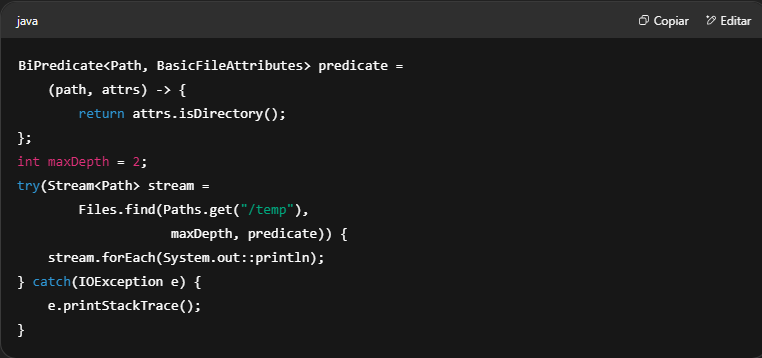 java
Copiar
Editar
BiPredicate<Path, BasicFileAttributes> predicate =
    (path, attrs) -> {
        return attrs.isDirectory();
};
int maxDepth = 2;
try(Stream<Path> stream =
        Files.find(Paths.get("/temp"),
                    maxDepth, predicate)) {
    stream.forEach(System.out::println);
} catch(IOException e) {
    e.printStackTrace();
}